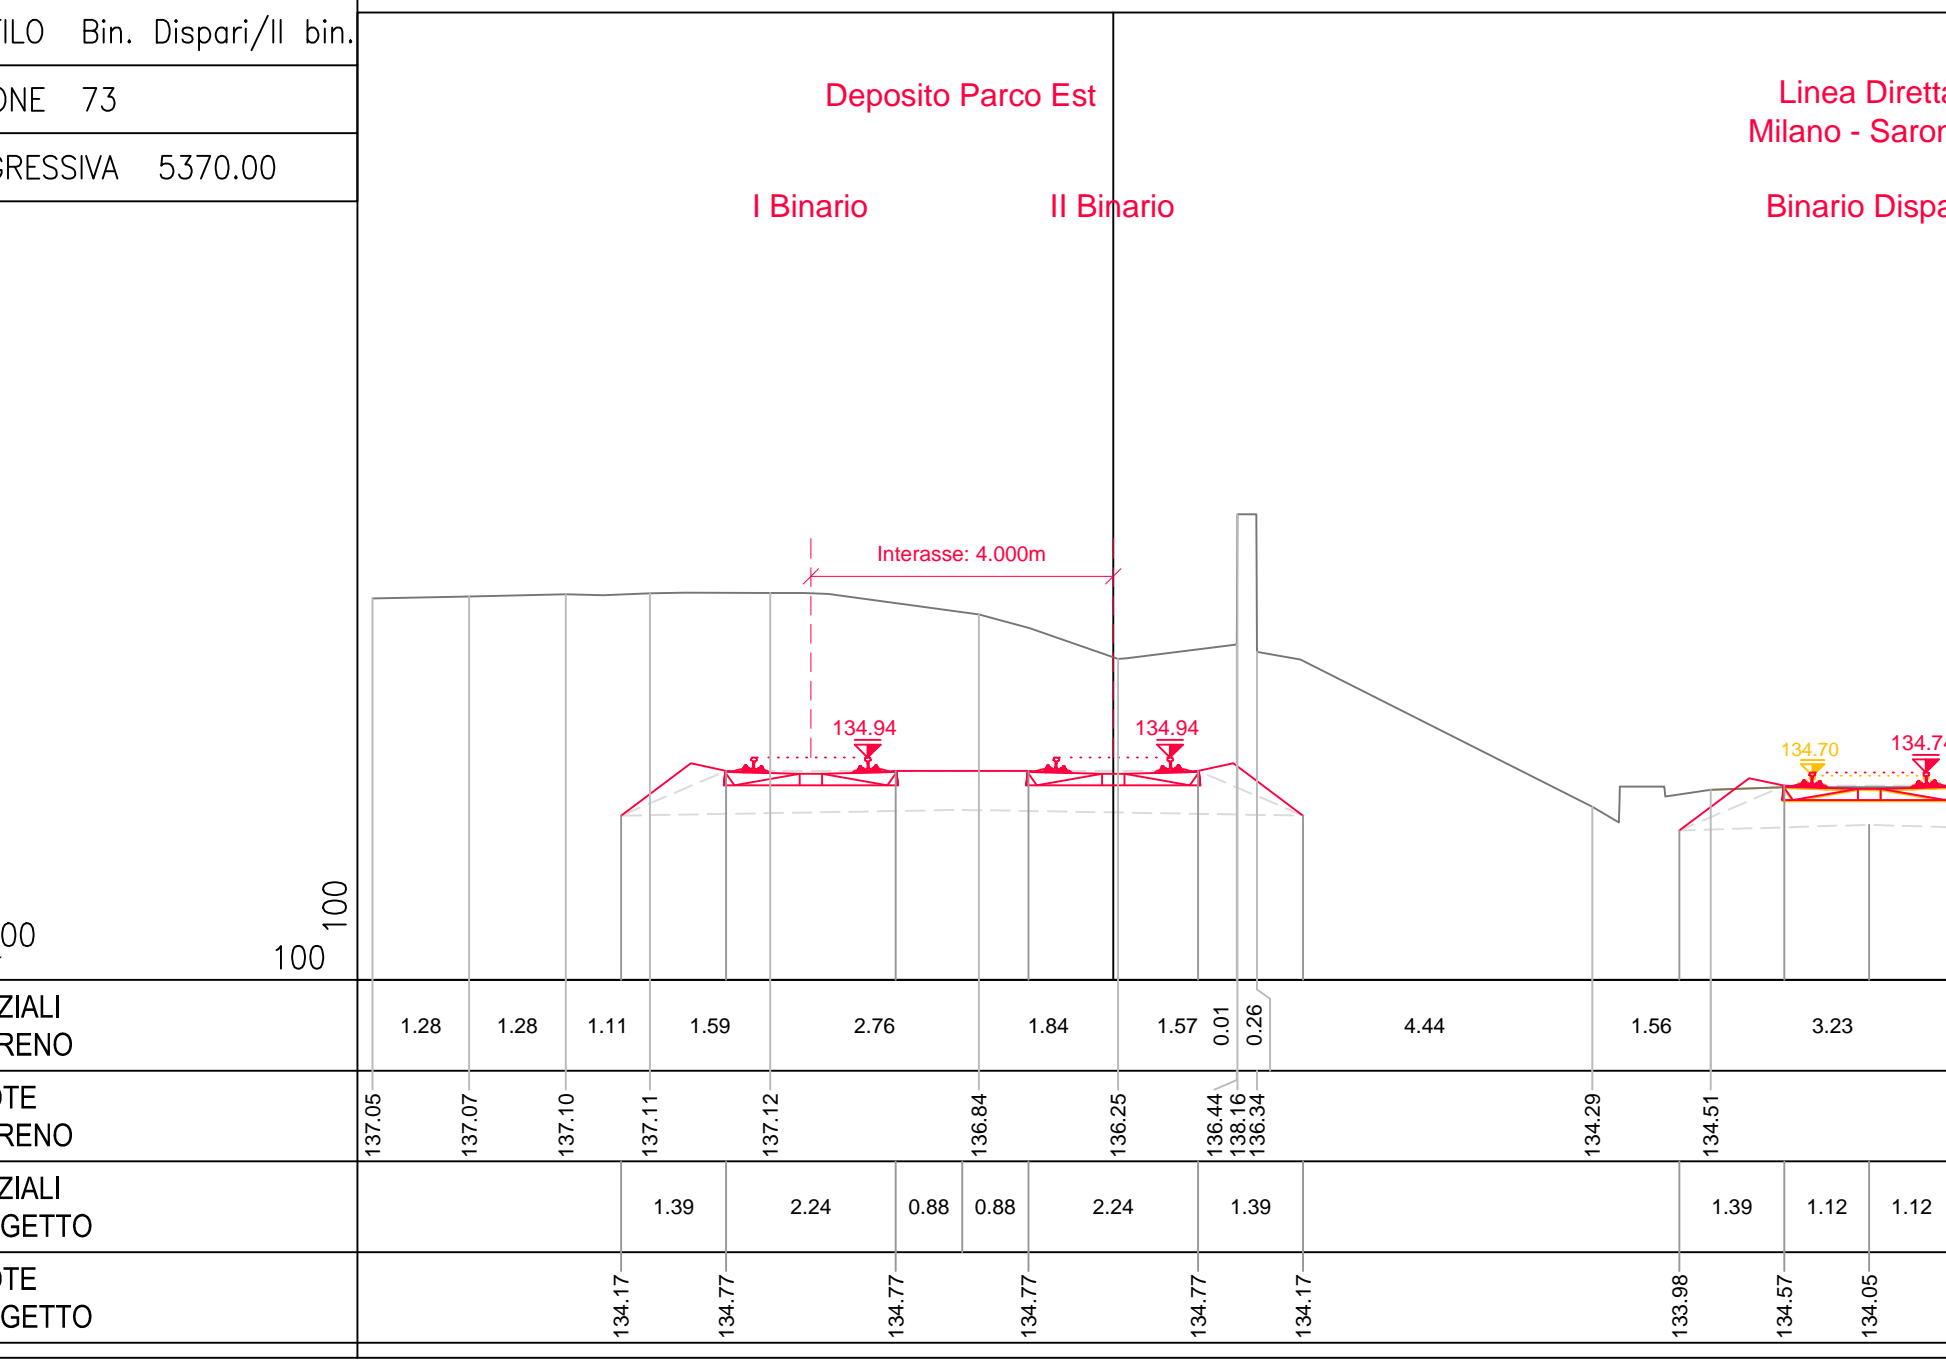 ILO Bin. Dispari/II bin.
ONE 73
GRESSIVA 5370.00
Deposito Parco Est
I Binario
II Binario
Linea Diretta
Milano - Saron
Binario Dispa
Interasse: 4.000m
134.94
134.94
134.70
134.74
100
00
100
ZIALI
RENO
1.28 1.28 1.11 1.59 2.76 1.84 1.57 0.01 0.26 4.44 1.56 3.23
OTE
RENO
137.05 137.07 137.10 137.11 137.12 136.84 136.25 136.44 138.16 136.34 134.29 134.51
ZIALI
GETTO
1.39 2.24 0.88 0.88 2.24 1.39 1.39 1.12 1.12
OTE
GETTO
134.17 134.77 134.77 134.77 134.77 134.17 133.98 134.57 134.05